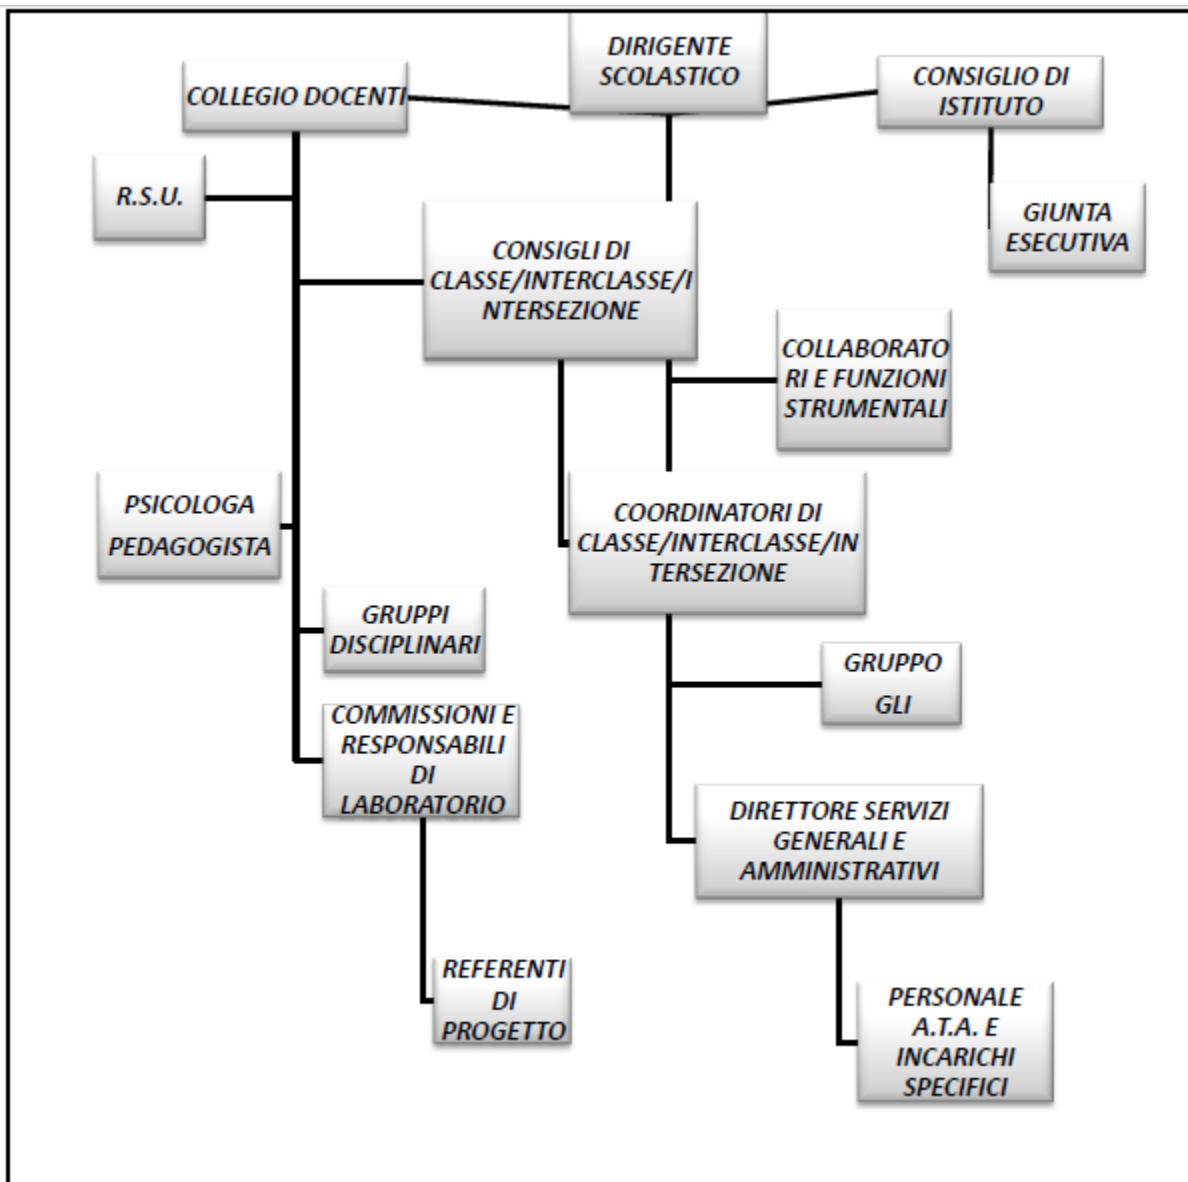 DIRIGENTE
SCOLASTICO
COLLEGIO DOCENTI
CONSIGLIO DI
ISTITUTO
R.S.U.
GIUNTA
ESECUTIVA
CONSIGLI DI
CLASSE/INTERCLASSE/I
NTERSEZIONE
COLLABORATO
RI E FUNZIONI
STRUMENTALI
PSICOLOGA
PEDAGOGISTA
COORDINATORI DI
CLASSE/INTERCLASSE/IN
TERSEZIONE
GRUPPI
DISCIPLINARI
GRUPPO
GLI
COMMISSIONI E
RESPONSABILI
DI
LABORATORIO
DIRETTORE SERVIZI
GENERALI E
AMMINISTRATIVI
REFERENTI
DI
PROGETTO
PERSONALE
A.T.A. E
INCARICHI
SPECIFICI